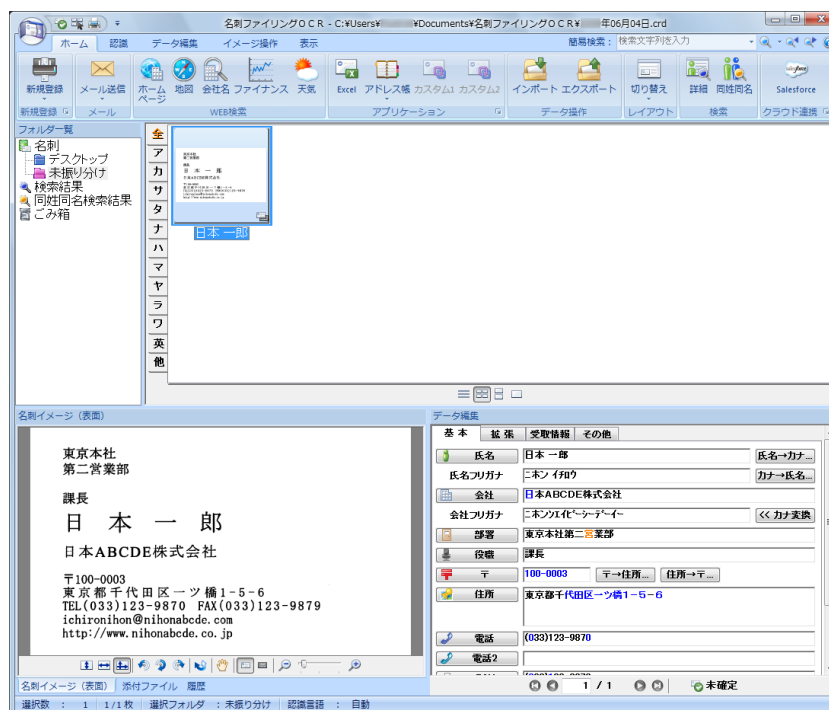 名刺ファイリングＯＣＲ - C:¥Users¥ ¥Documents¥名刺ファイリングＯＣＲ¥ 年06月04日.crd
ホーム 認識 データ編集 イメージ操作 表示 簡易検索： 検索文字列を入力
新規登録 メール送信 ホームページ 地図 会社名 ファイナンス 天気 Excel アドレス帳 カスタム1 カスタム2 インポート エクスポート 切り替え 詳細 同姓同名 Salesforce
新規登録 メール WEB検索 アプリケーション データ操作 レイアウト 検索 クラウド連携
フォルダ一覧
名刺
デスクトップ
未振り分け
検索結果
同姓同名検索結果
ごみ箱
全
ア
カ
サ
タ
ナ
ハ
マ
ヤ
ラ
ワ
英
他
日本 一郎
名刺イメージ（表面）
東京本社
第二営業部
課長
日 本 一 郎
日本ABCDE株式会社
〒100-0003
東京都千代田区一ツ橋1-5-6
TEL(033)123-9870 FAX(033)123-9879
ichironihon@nihonabcde.com
http://www.nihonabcde.co.jp
名刺イメージ（表面） 添付ファイル 履歴
データ編集
基本 拡張 受取情報 その他
氏名 日本 一郎 氏名→カナ...
氏名フリガナ ニホン イチロウ カナ→氏名...
会社 日本ABCDE株式会社
会社フリガナ ニホンツエイビーシーデーイー << カナ変換
部署 東京本社第二営業部
役職 課長
〒 100-0003 〒→住所... 住所→〒...
住所 東京都千代田区一ツ橋1-5-6
電話 (033)123-9870
電話2
1 / 1 未確定
選択数 ： 1 1/1枚 選択フォルダ ：未振り分け 認識言語 ： 自動